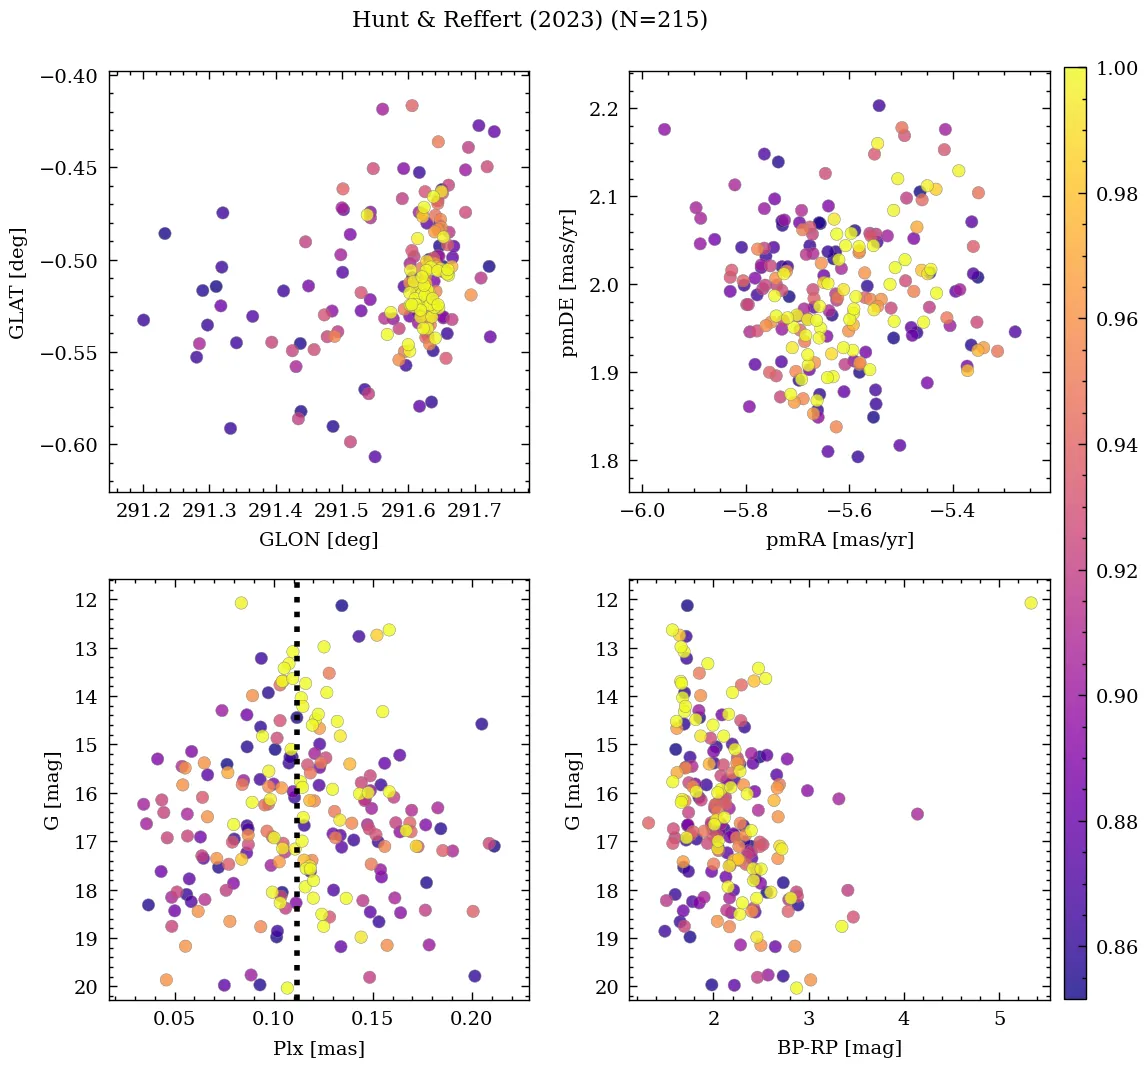 Hunt & Reffert (2023) (N=215)
−0.40
−0.45
−0.50
−0.55
−0.60
GLAT [deg]
291.2 291.3 291.4 291.5 291.6 291.7
GLON [deg]
2.2
2.1
2.0
1.9
1.8
pmDE [mas/yr]
−6.0 −5.8 −5.6 −5.4
pmRA [mas/yr]
1.00
0.98
0.96
0.94
0.92
0.90
0.88
0.86
12
13
14
15
16
17
18
19
20
G [mag]
0.05 0.10 0.15 0.20
Plx [mas]
12
13
14
15
16
17
18
19
20
G [mag]
2 3 4 5
BP-RP [mag]